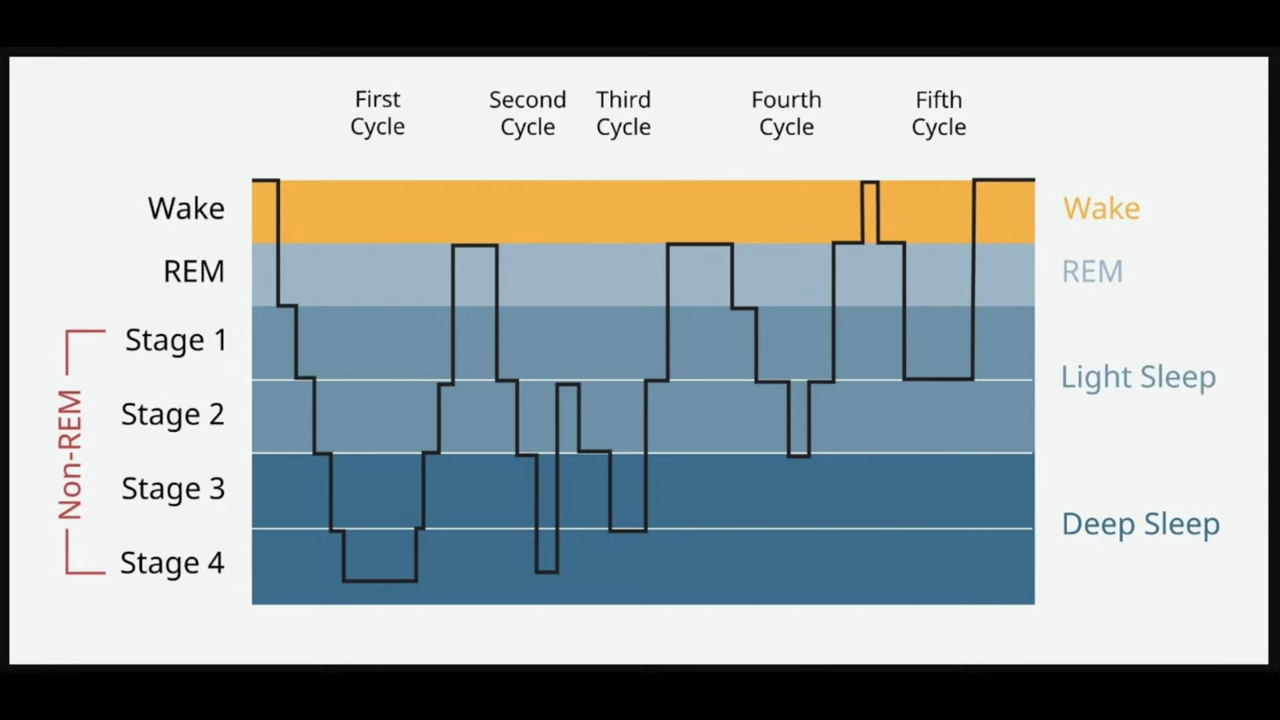 First
Cycle
Second
Cycle
Third
Cycle
Fourth
Cycle
Fifth
Cycle
Wake
REM
Stage 1
Stage 2
Stage 3
Stage 4
Non-REM
Wake
REM
Light Sleep
Deep Sleep